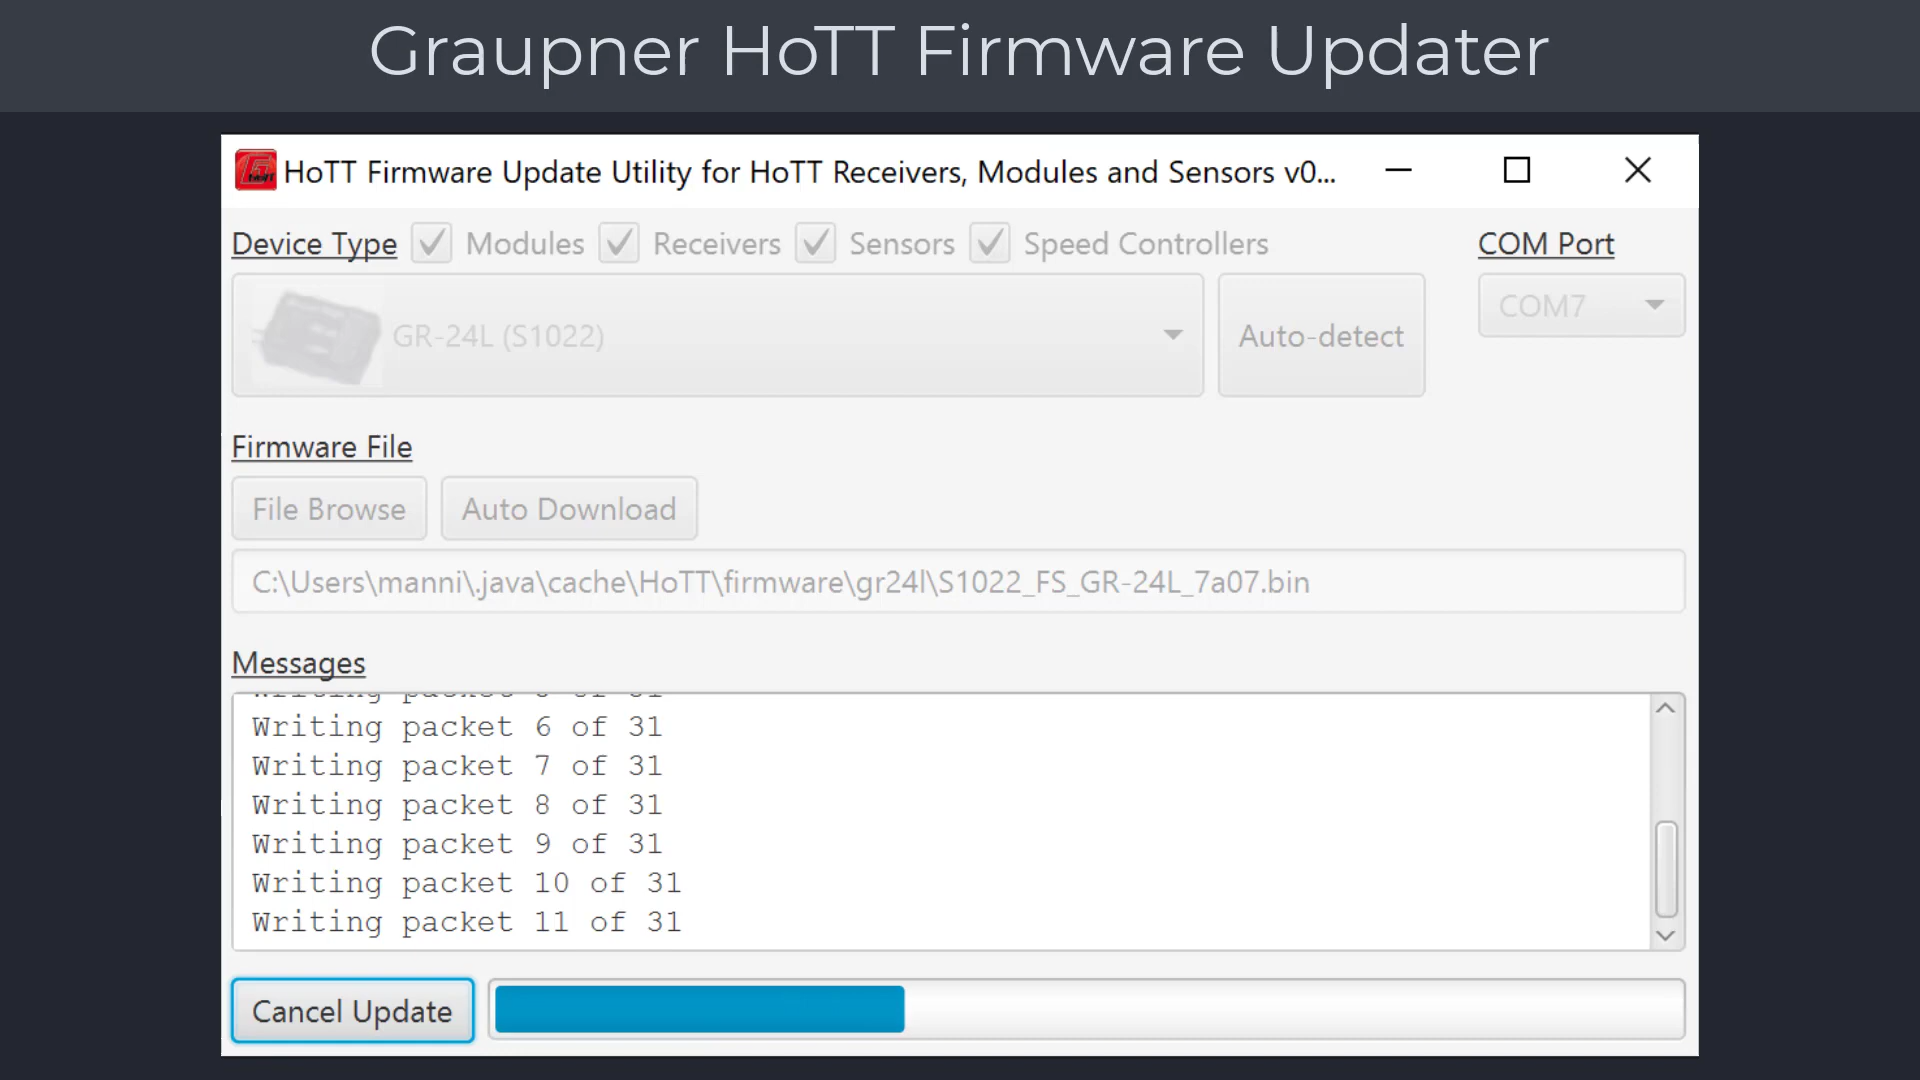 Graupner HoTT Firmware Updater
HoTT Firmware Update Utility for HoTT Receivers, Modules and Sensors v0...
Device Type Modules Receivers Sensors Speed Controllers COM Port
GR-24L (S1022) Auto-detect COM7
Firmware File
File Browse Auto Download
C:\Users\manni\.java\cache\HoTT\firmware\gr24l\S1022_FS_GR-24L_7a07.bin
Messages
Writing packet 6 of 31
Writing packet 7 of 31
Writing packet 8 of 31
Writing packet 9 of 31
Writing packet 10 of 31
Writing packet 11 of 31
Cancel Update